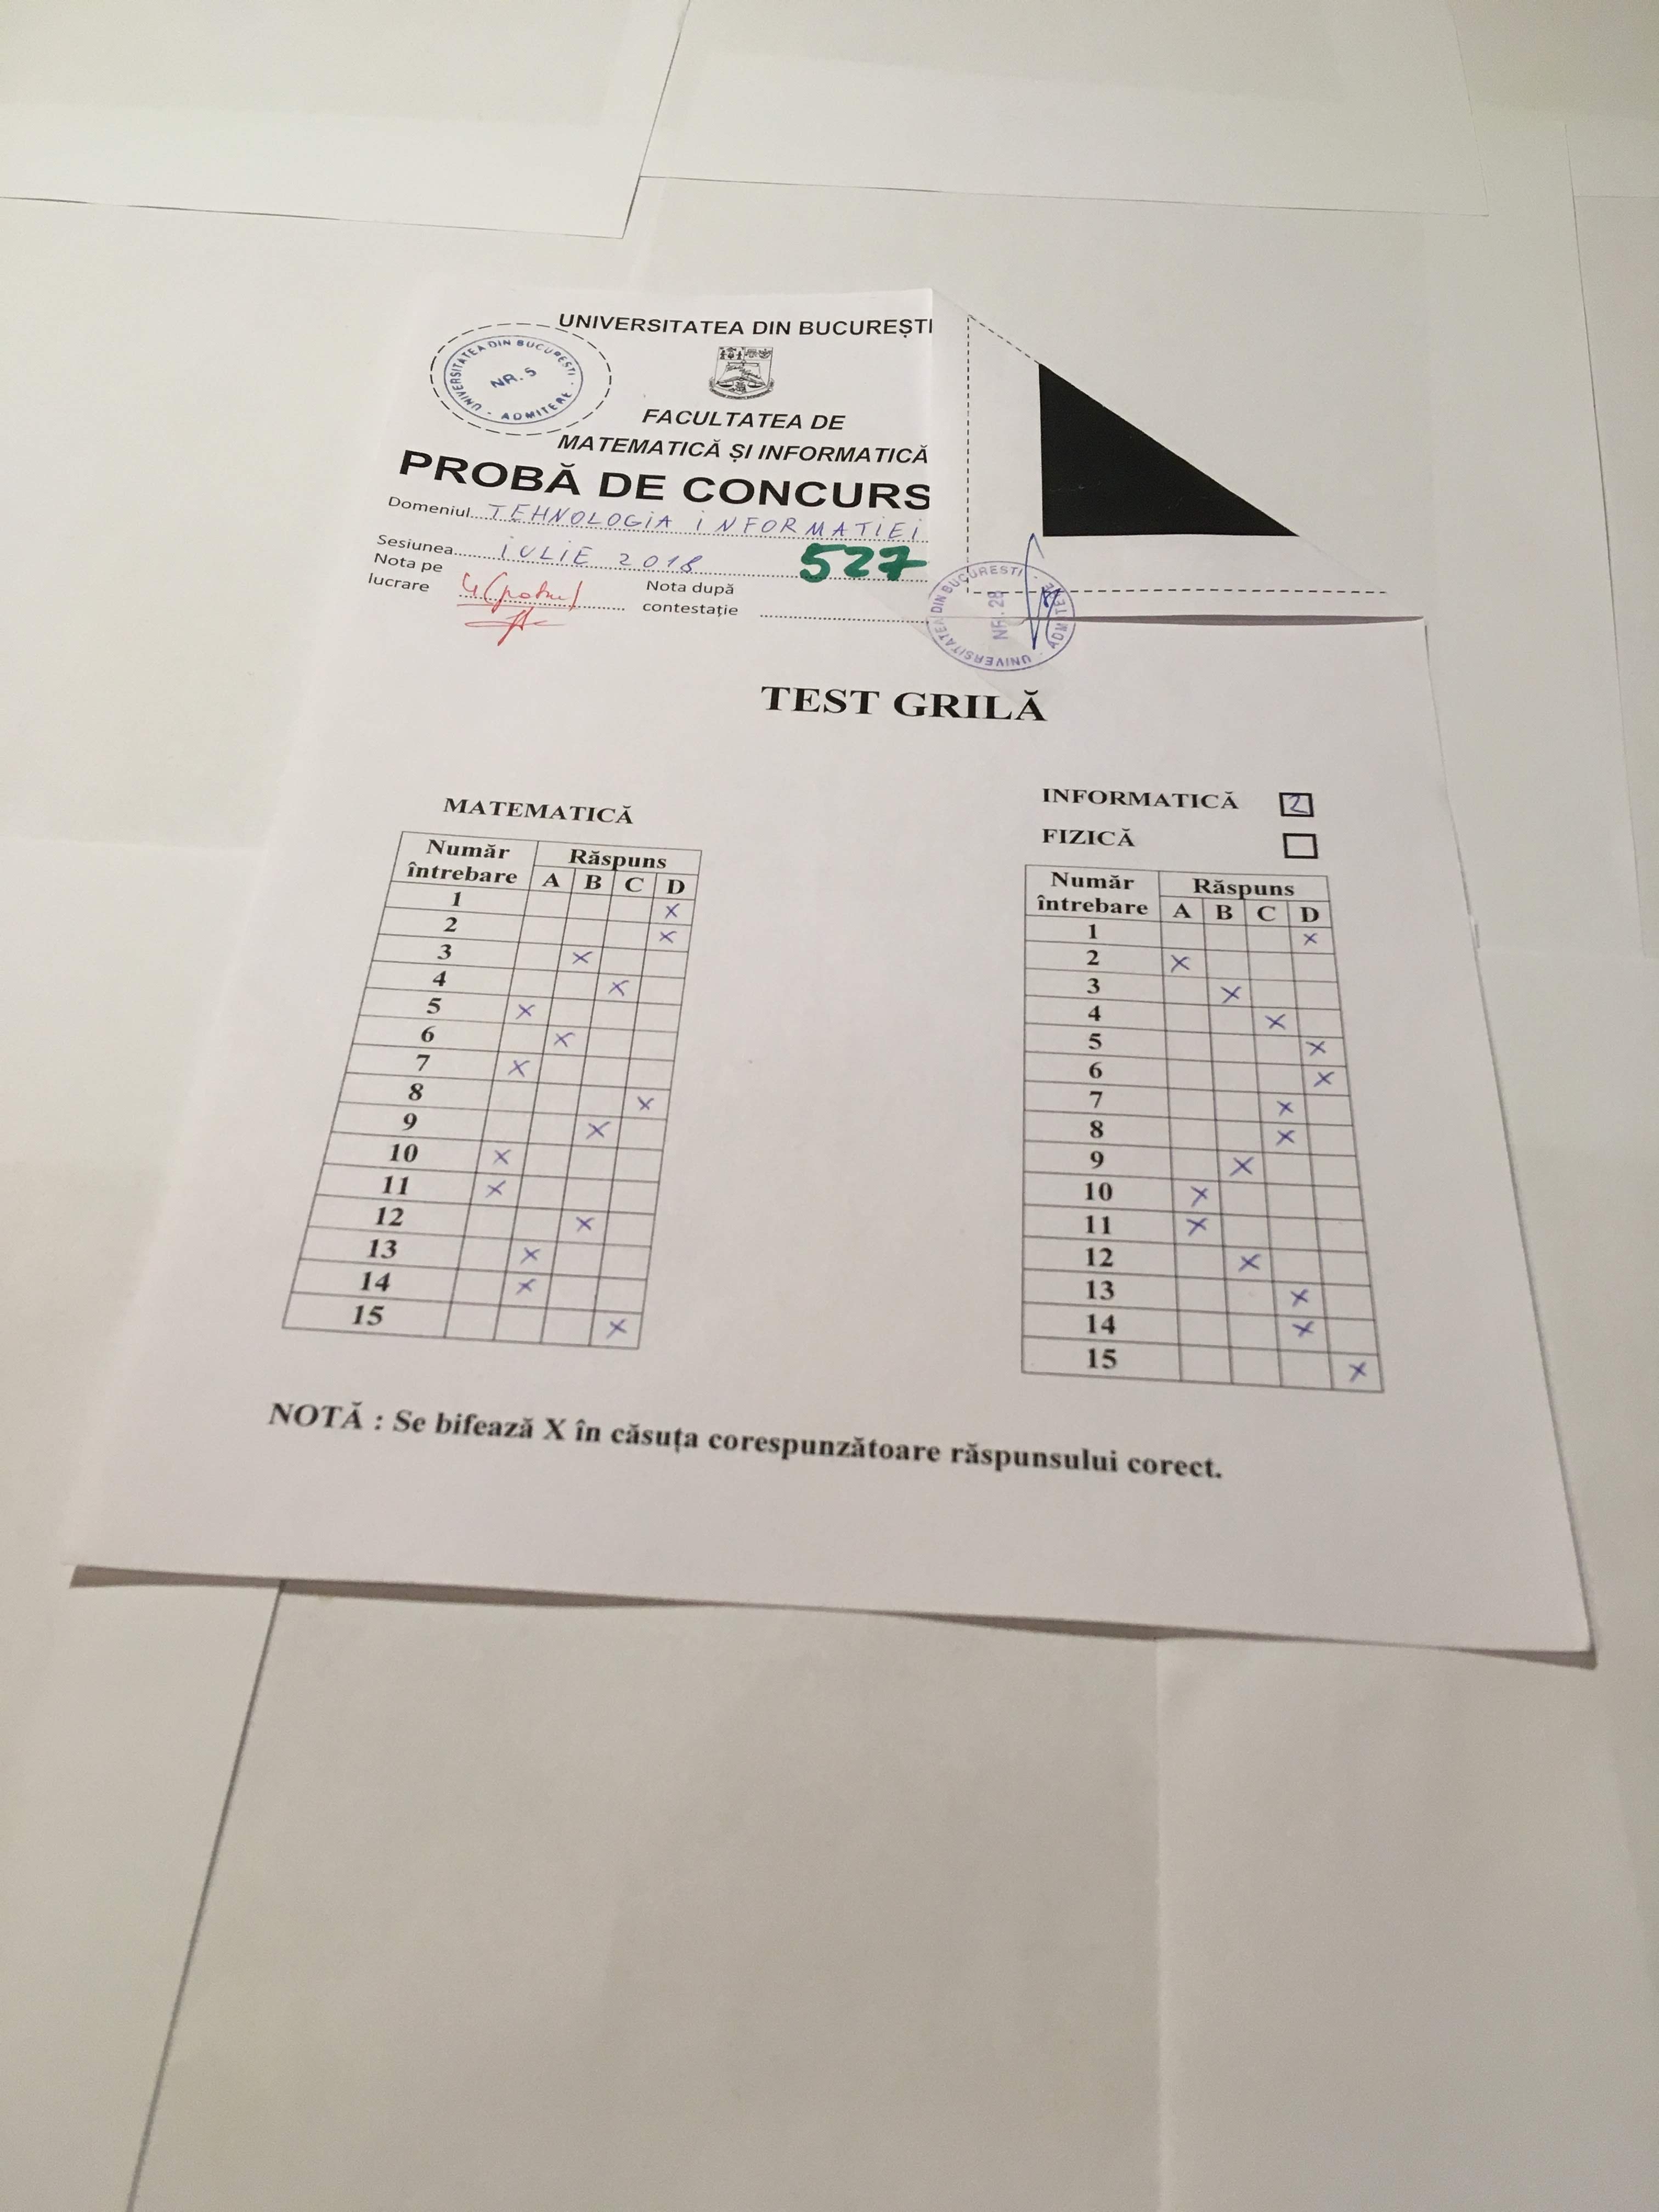 UNIVERSITATEA DIN BUCUREȘTI
UNIVERSITATEA DIN BUCUREȘTI - ADMITERE -
NR. 5
FACULTATEA DE
MATEMATICĂ ȘI INFORMATICĂ
PROBĂ DE CONCURS
Domeniul TEHNOLOGIA INFORMATIEI
Sesiunea IULIE 2018 527
Nota pe lucrare 4 (patru)
Nota după contestație
UNIVERSITATEA DIN BUCUREȘTI - ADMITERE -
NR. 28
TEST GRILĂ
MATEMATICĂ
Număr întrebare Răspuns
A B C D
1 X
2 X
3 X
4 X
5 X
6 X
7 X
8 X
9 X
10 X
11 X
12 X
13 X
14 X
15 X
INFORMATICĂ 2
FIZICĂ
Număr întrebare Răspuns
A B C D
1 X
2 X
3 X
4 X
5 X
6 X
7 X
8 X
9 X
10 X
11 X
12 X
13 X
14 X
15 X
NOTĂ : Se bifează X în căsuța corespunzătoare răspunsului corect.